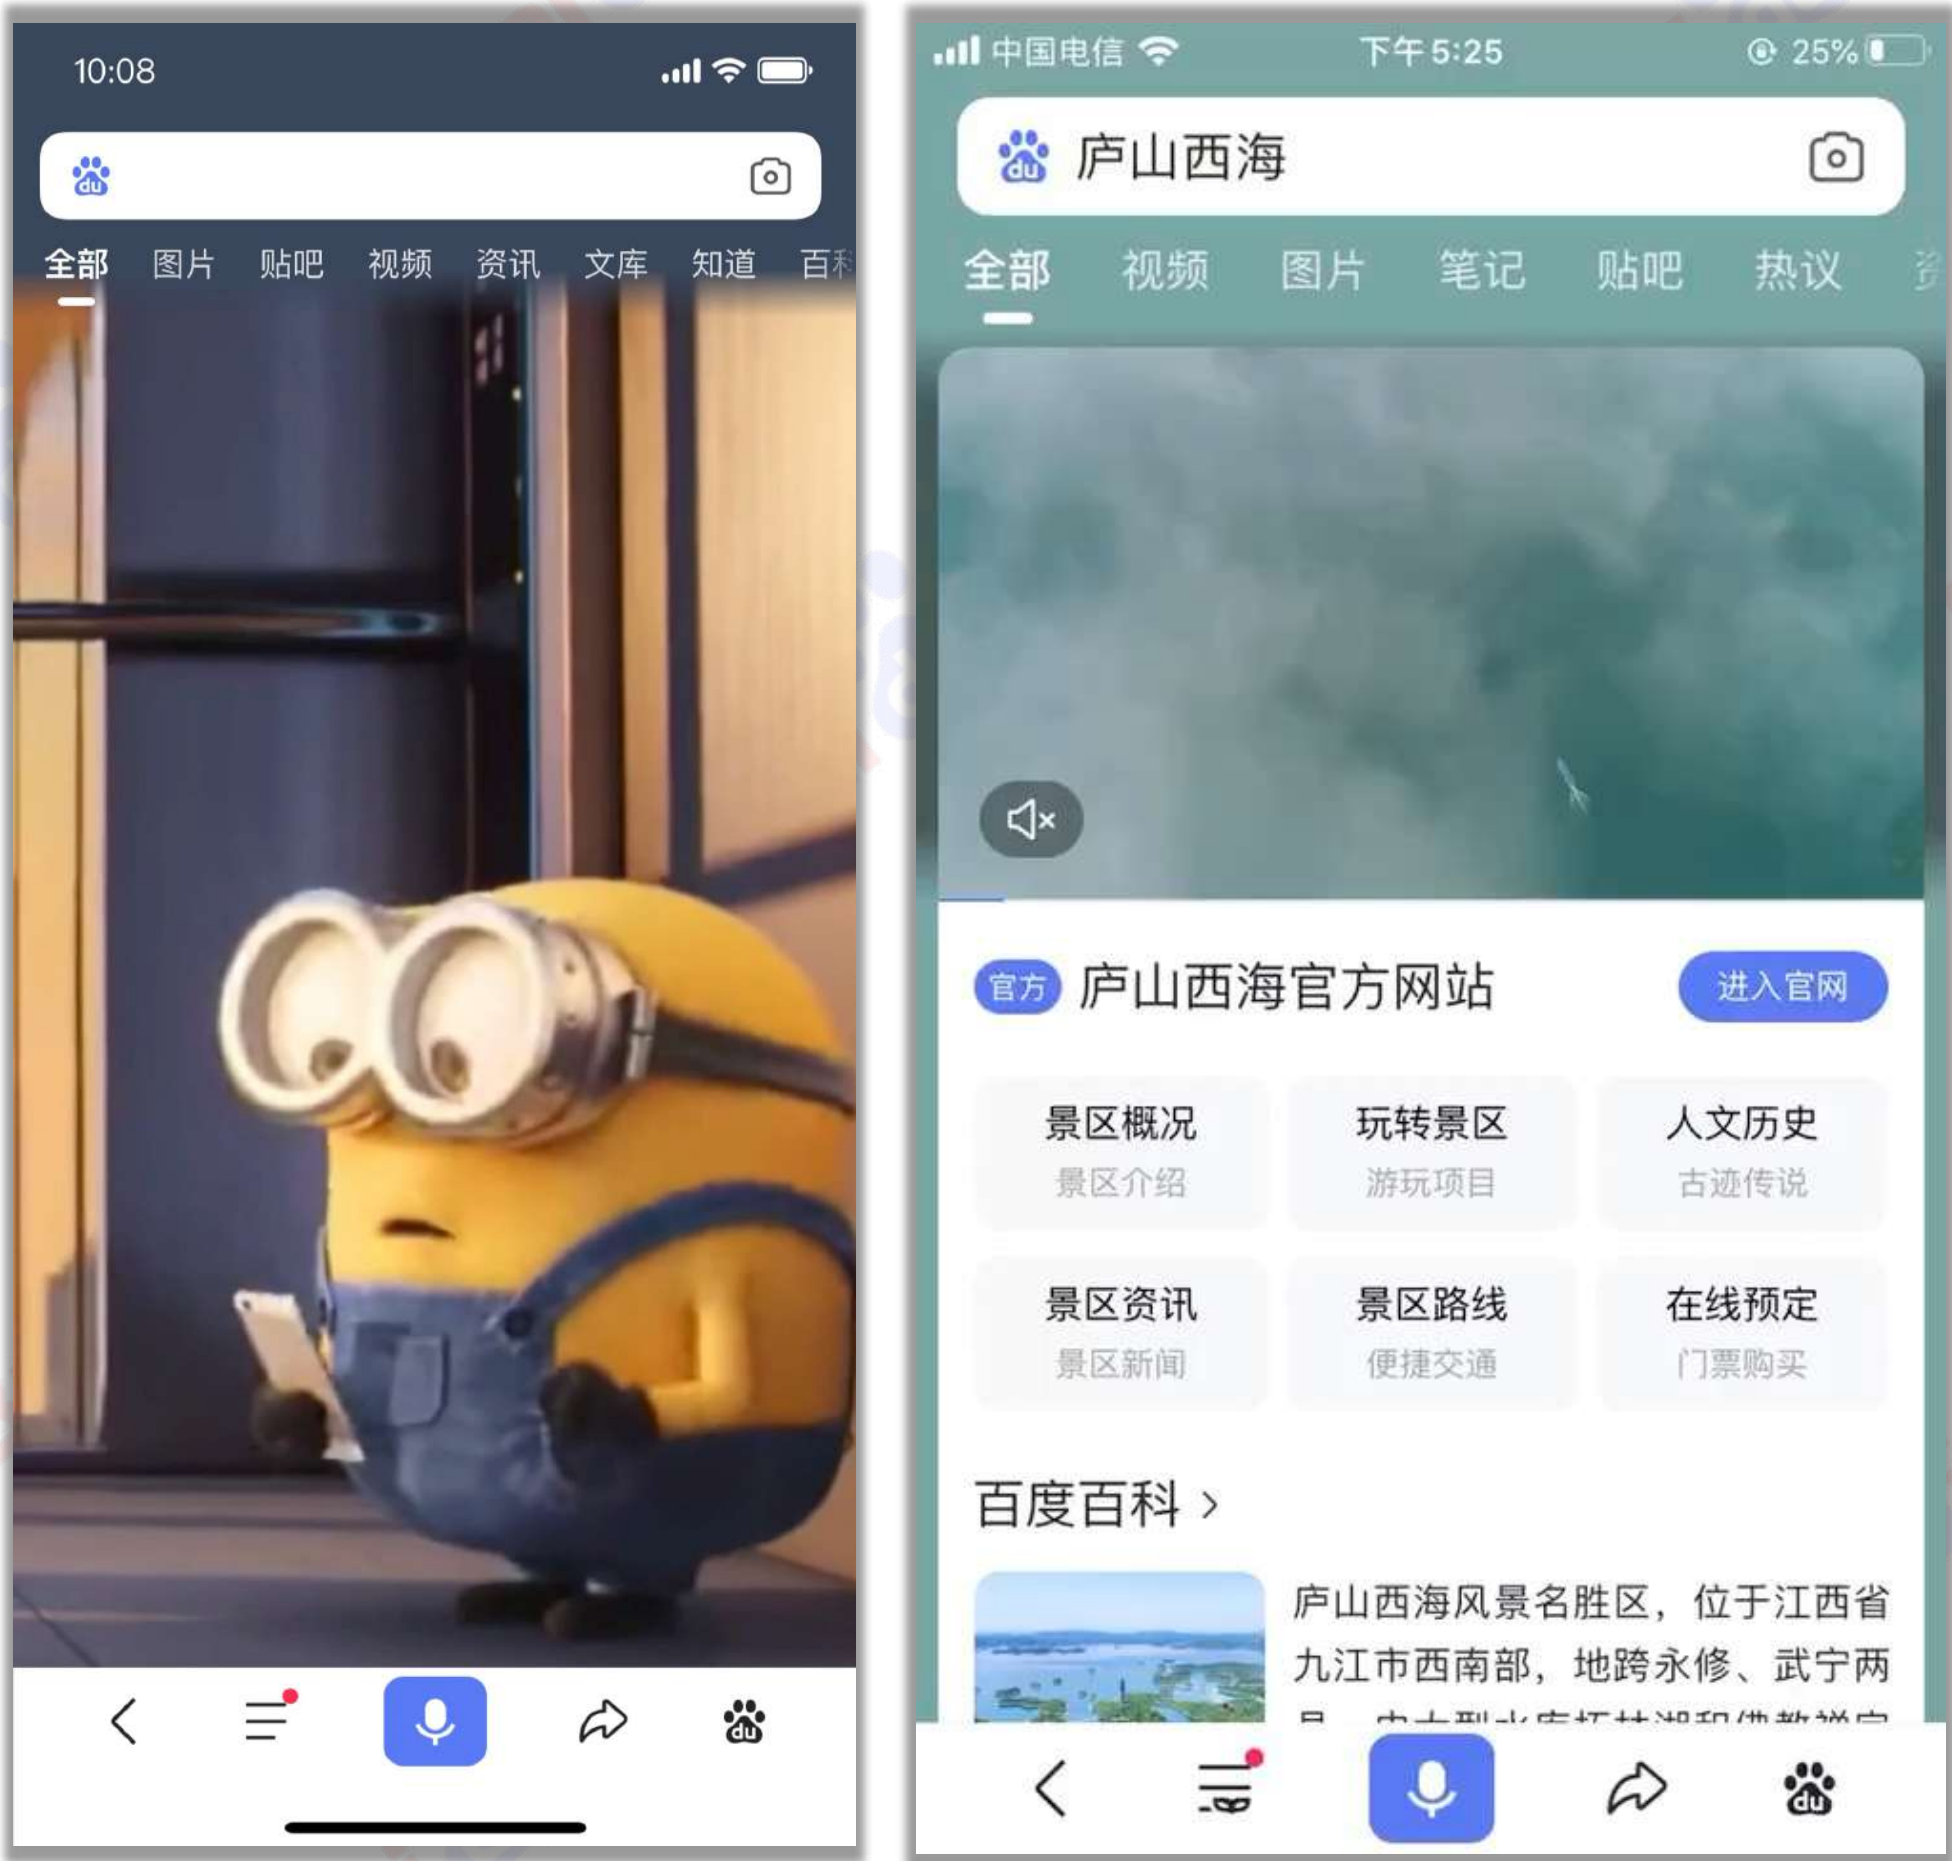 10:08
du
全部 图片 贴吧 视频 资讯 文库 知道 百科
du
中国电信 下午5:25 25%
du 庐山西海
全部 视频 图片 笔记 贴吧 热议
官方 庐山西海官方网站 进入官网
景区概况 玩转景区 人文历史
景区介绍 游玩项目 古迹传说
景区资讯 景区路线 在线预定
景区新闻 便捷交通 门票购买
百度百科 >
庐山西海风景名胜区，位于江西省
九江市西南部，地跨永修、武宁两
du